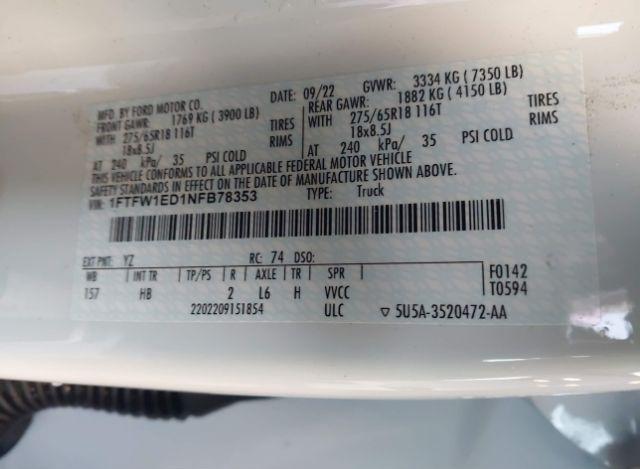 MFD. BY FORD MOTOR CO.
DATE: 09/22 GVWR: 3334 KG ( 7350 LB)
FRONT GAWR: 1769 KG ( 3900 LB)
REAR GAWR: 1882 KG ( 4150 LB)
WITH 275/65R18 116T TIRES
WITH 275/65R18 116T TIRES
18x8.5J RIMS
18x8.5J RIMS
AT 240 kPa/ 35 PSI COLD
AT 240 kPa/ 35 PSI COLD
THIS VEHICLE CONFORMS TO ALL APPLICABLE FEDERAL MOTOR VEHICLE
SAFETY STANDARDS IN EFFECT ON THE DATE OF MANUFACTURE SHOWN ABOVE.
VIN: 1FTFW1ED1NFB78353 TYPE: Truck
EXT PNT: YZ RC: 74 DSO:
WB INT TR TP/PS R AXLE TR SPR
157 HB 2 L6 H VVCC
F0142
T0594
2202209151854 ULC ▽ 5U5A-3520472-AA